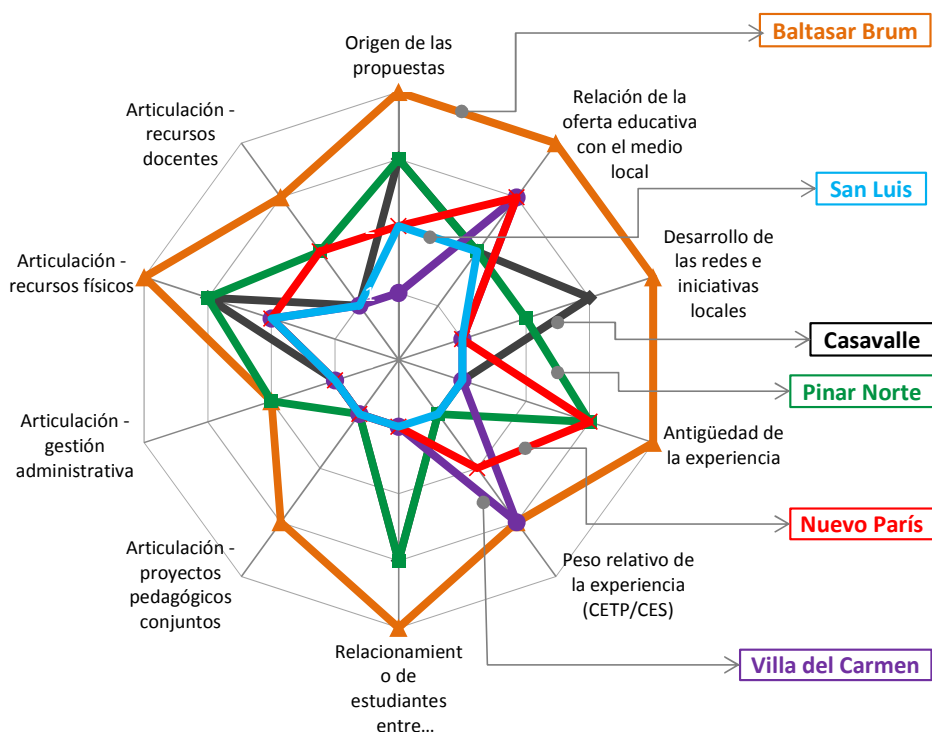 Baltasar Brum
Origen de las
propuestas
Relación de la
oferta educativa
con el medio
local
San Luis
Desarrollo de
las redes e
iniciativas
locales
Casavalle
Pinar Norte
Antigüedad de
la experiencia
Nuevo París
Peso relativo de
la experiencia
(CETP/CES)
Villa del Carmen
Relacionamient
o de
estudiantes
entre…
Articulación -
proyectos
pedagógicos
conjuntos
Articulación -
gestión
administrativa
Articulación -
recursos físicos
Articulación -
recursos
docentes